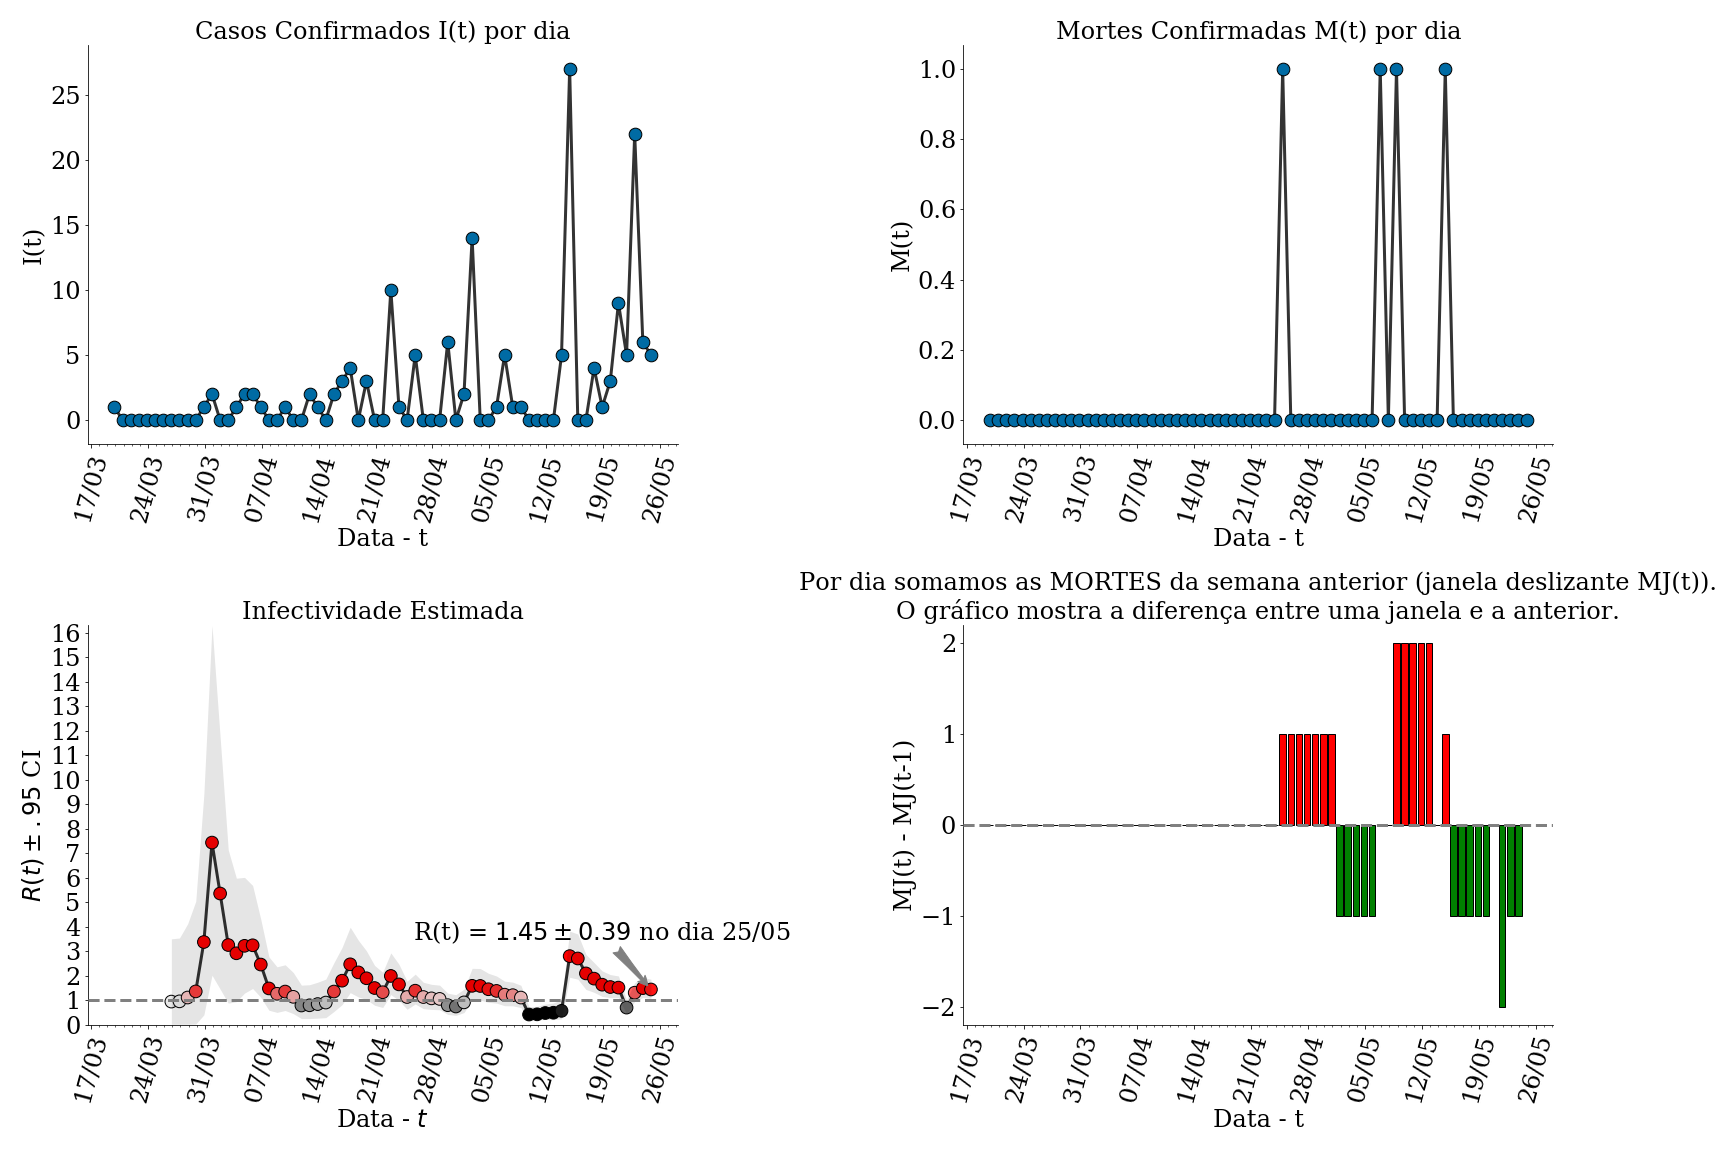 Casos Confirmados I(t) por dia
I(t)
25
20
15
10
5
0
17/03 24/03 31/03 07/04 14/04 21/04 28/04 05/05 12/05 19/05 26/05
Data - t
Mortes Confirmadas M(t) por dia
M(t)
1.0
0.8
0.6
0.4
0.2
0.0
17/03 24/03 31/03 07/04 14/04 21/04 28/04 05/05 12/05 19/05 26/05
Data - t
Infectividade Estimada
R(t) ± .95 CI
16
15
14
13
12
11
10
9
8
7
6
5
4
3
2
1
0
R(t) = 1.45 ± 0.39 no dia 25/05
17/03 24/03 31/03 07/04 14/04 21/04 28/04 05/05 12/05 19/05 26/05
Data - t
Por dia somamos as MORTES da semana anterior (janela deslizante MJ(t)).
O gráfico mostra a diferença entre uma janela e a anterior.
MJ(t) - MJ(t-1)
2
1
0
−1
−2
17/03 24/03 31/03 07/04 14/04 21/04 28/04 05/05 12/05 19/05 26/05
Data - t